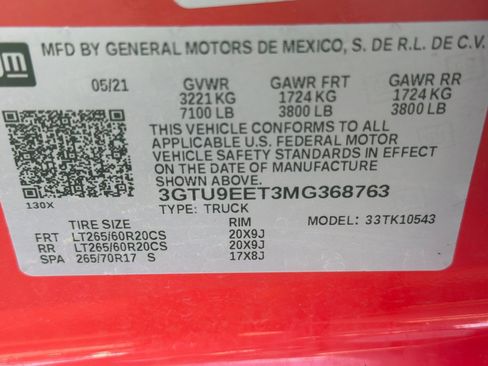 gm
MFD BY GENERAL MOTORS DE MEXICO, S. DE R.L. DE C.V.
05/21 GVWR GAWR FRT GAWR RR
3221 KG 1724 KG 1724 KG
7100 LB 3800 LB 3800 LB
THIS VEHICLE CONFORMS TO ALL
APPLICABLE U.S. FEDERAL MOTOR
VEHICLE SAFETY STANDARDS IN EFFECT
ON THE DATE OF MANUFACTURE
SHOWN ABOVE.
130X
3GTU9EET3MG368763
TYPE: TRUCK MODEL: 33TK10543
TIRE SIZE RIM
FRT LT265/60R20CS 20X9J
RR LT265/60R20CS 20X9J
SPA 265/70R17 S 17X8J